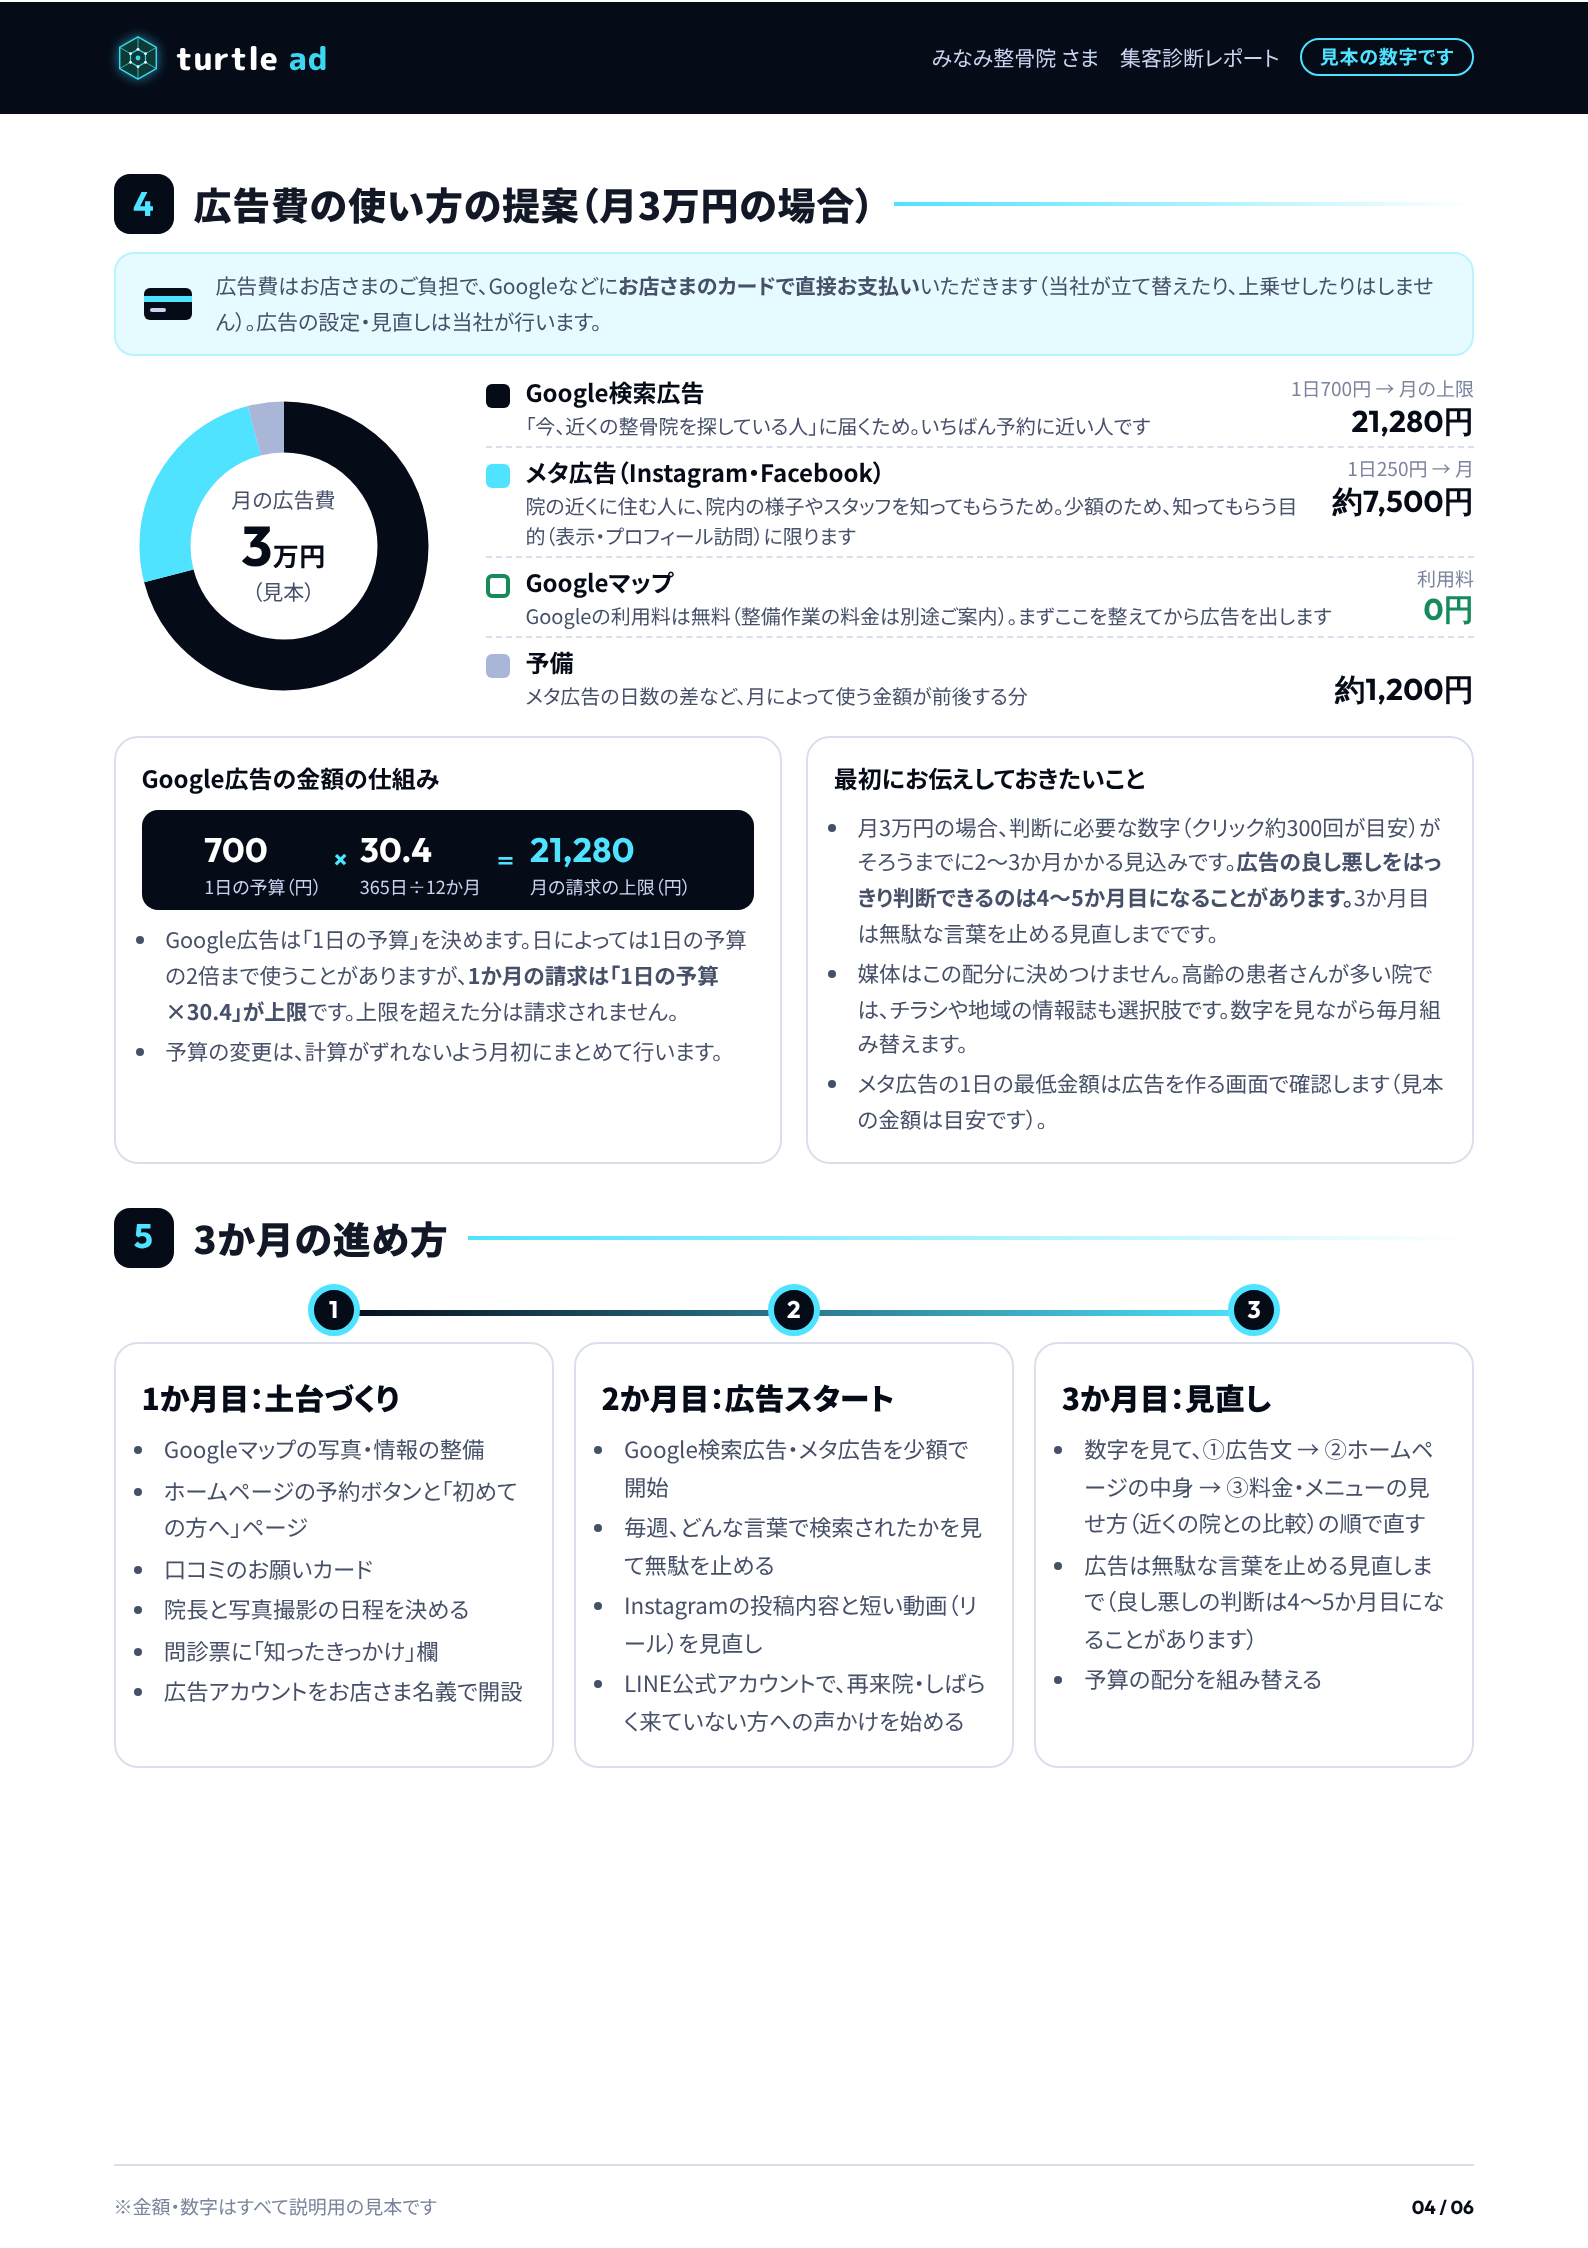 turtle ad
みなみ整骨院 さま 集客診断レポート 見本の数字です
4 広告費の使い方の提案（月3万円の場合）
広告費はお店さまのご負担で、Googleなどにお店さまのカードで直接お支払いいただきます（当社が立て替えたり、上乗せしたりはしませ
ん）。広告の設定・見直しは当社が行います。
月の広告費
3万円
（見本）
Google検索広告
「今、近くの整骨院を探している人」に届くため。いちばん予約に近い人です
1日700円 → 月の上限
21,280円
メタ広告（Instagram・Facebook）
院の近くに住む人に、院内の様子やスタッフを知ってもらうため。少額のため、知ってもらう目
的（表示・プロフィール訪問）に限ります
1日250円 → 月
約7,500円
Googleマップ
Googleの利用料は無料（整備作業の料金は別途ご案内）。まずここを整えてから広告を出します
利用料
0円
予備
メタ広告の日数の差など、月によって使う金額が前後する分
約1,200円
Google広告の金額の仕組み
700 × 30.4 = 21,280
1日の予算（円） 365日÷12か月 月の請求の上限（円）
• Google広告は「1日の予算」を決めます。日によっては1日の予算
の2倍まで使うことがありますが、1か月の請求は「1日の予算
×30.4」が上限です。上限を超えた分は請求されません。
• 予算の変更は、計算がずれないよう月初にまとめて行います。
最初にお伝えしておきたいこと
• 月3万円の場合、判断に必要な数字（クリック約300回が目安）が
そろうまでに2〜3か月かかる見込みです。広告の良し悪しをはっ
きり判断できるのは4〜5か月目になることがあります。3か月目
は無駄な言葉を止める見直しまでです。
• 媒体はこの配分に決めつけません。高齢の患者さんが多い院で
は、チラシや地域の情報誌も選択肢です。数字を見ながら毎月組
み替えます。
• メタ広告の1日の最低金額は広告を作る画面で確認します（見本
の金額は目安です）。
5 3か月の進め方
1 2 3
1か月目：土台づくり
• Googleマップの写真・情報の整備
• ホームページの予約ボタンと「初めて
の方へ」ページ
• 口コミのお願いカード
• 院長と写真撮影の日程を決める
• 問診票に「知ったきっかけ」欄
• 広告アカウントをお店さま名義で開設
2か月目：広告スタート
• Google検索広告・メタ広告を少額で
開始
• 毎週、どんな言葉で検索されたかを見
て無駄を止める
• Instagramの投稿内容と短い動画（リ
ール）を見直し
• LINE公式アカウントで、再来院・しばら
く来ていない方への声かけを始める
3か月目：見直し
• 数字を見て、①広告文 → ②ホームペ
ージの中身 → ③料金・メニューの見
せ方（近くの院との比較）の順で直す
• 広告は無駄な言葉を止める見直しま
で（良し悪しの判断は4〜5か月目にな
ることがあります）
• 予算の配分を組み替える
※金額・数字はすべて説明用の見本です
04 / 06